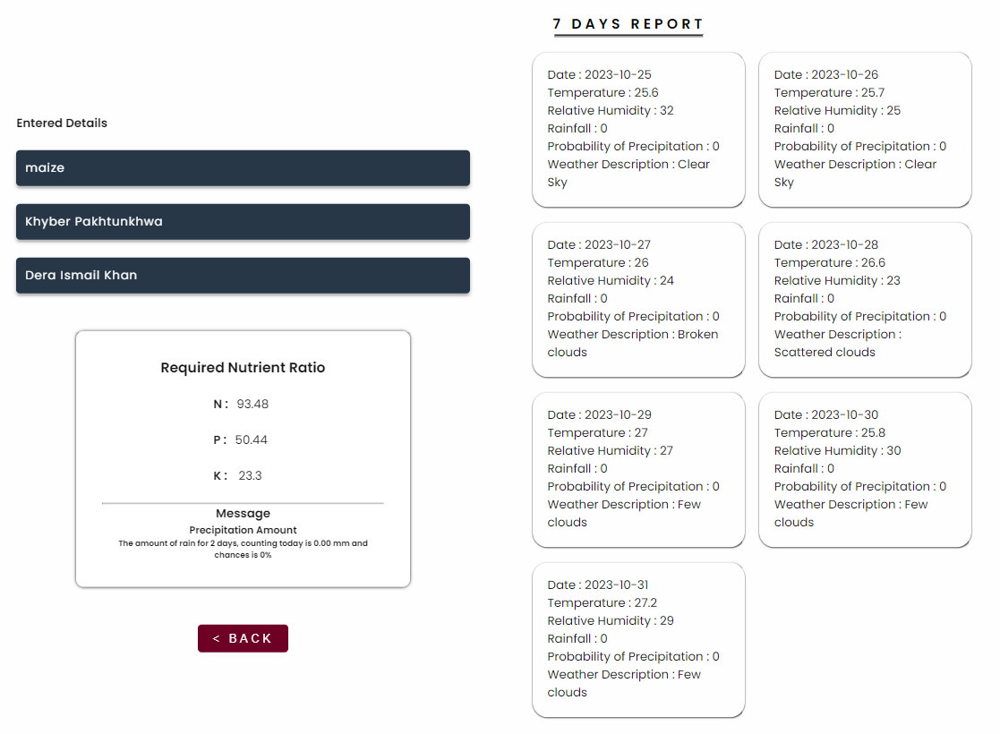 Entered Details
maize
Khyber Pakhtunkhwa
Dera Ismail Khan
Required Nutrient Ratio
N : 93.48
P : 50.44
K : 23.3
Message
Precipitation Amount
The amount of rain for 2 days, counting today is 0.00 mm and
chances is 0%
< BACK
7 DAYS REPORT
Date : 2023-10-25
Temperature : 25.6
Relative Humidity : 32
Rainfall : 0
Probability of Precipitation : 0
Weather Description : Clear
Sky
Date : 2023-10-26
Temperature : 25.7
Relative Humidity : 25
Rainfall : 0
Probability of Precipitation : 0
Weather Description : Clear
Sky
Date : 2023-10-27
Temperature : 26
Relative Humidity : 24
Rainfall : 0
Probability of Precipitation : 0
Weather Description : Broken
clouds
Date : 2023-10-28
Temperature : 26.6
Relative Humidity : 23
Rainfall : 0
Probability of Precipitation : 0
Weather Description :
Scattered clouds
Date : 2023-10-29
Temperature : 27
Relative Humidity : 27
Rainfall : 0
Probability of Precipitation : 0
Weather Description : Few
clouds
Date : 2023-10-30
Temperature : 25.8
Relative Humidity : 30
Rainfall : 0
Probability of Precipitation : 0
Weather Description : Few
clouds
Date : 2023-10-31
Temperature : 27.2
Relative Humidity : 29
Rainfall : 0
Probability of Precipitation : 0
Weather Description : Few
clouds